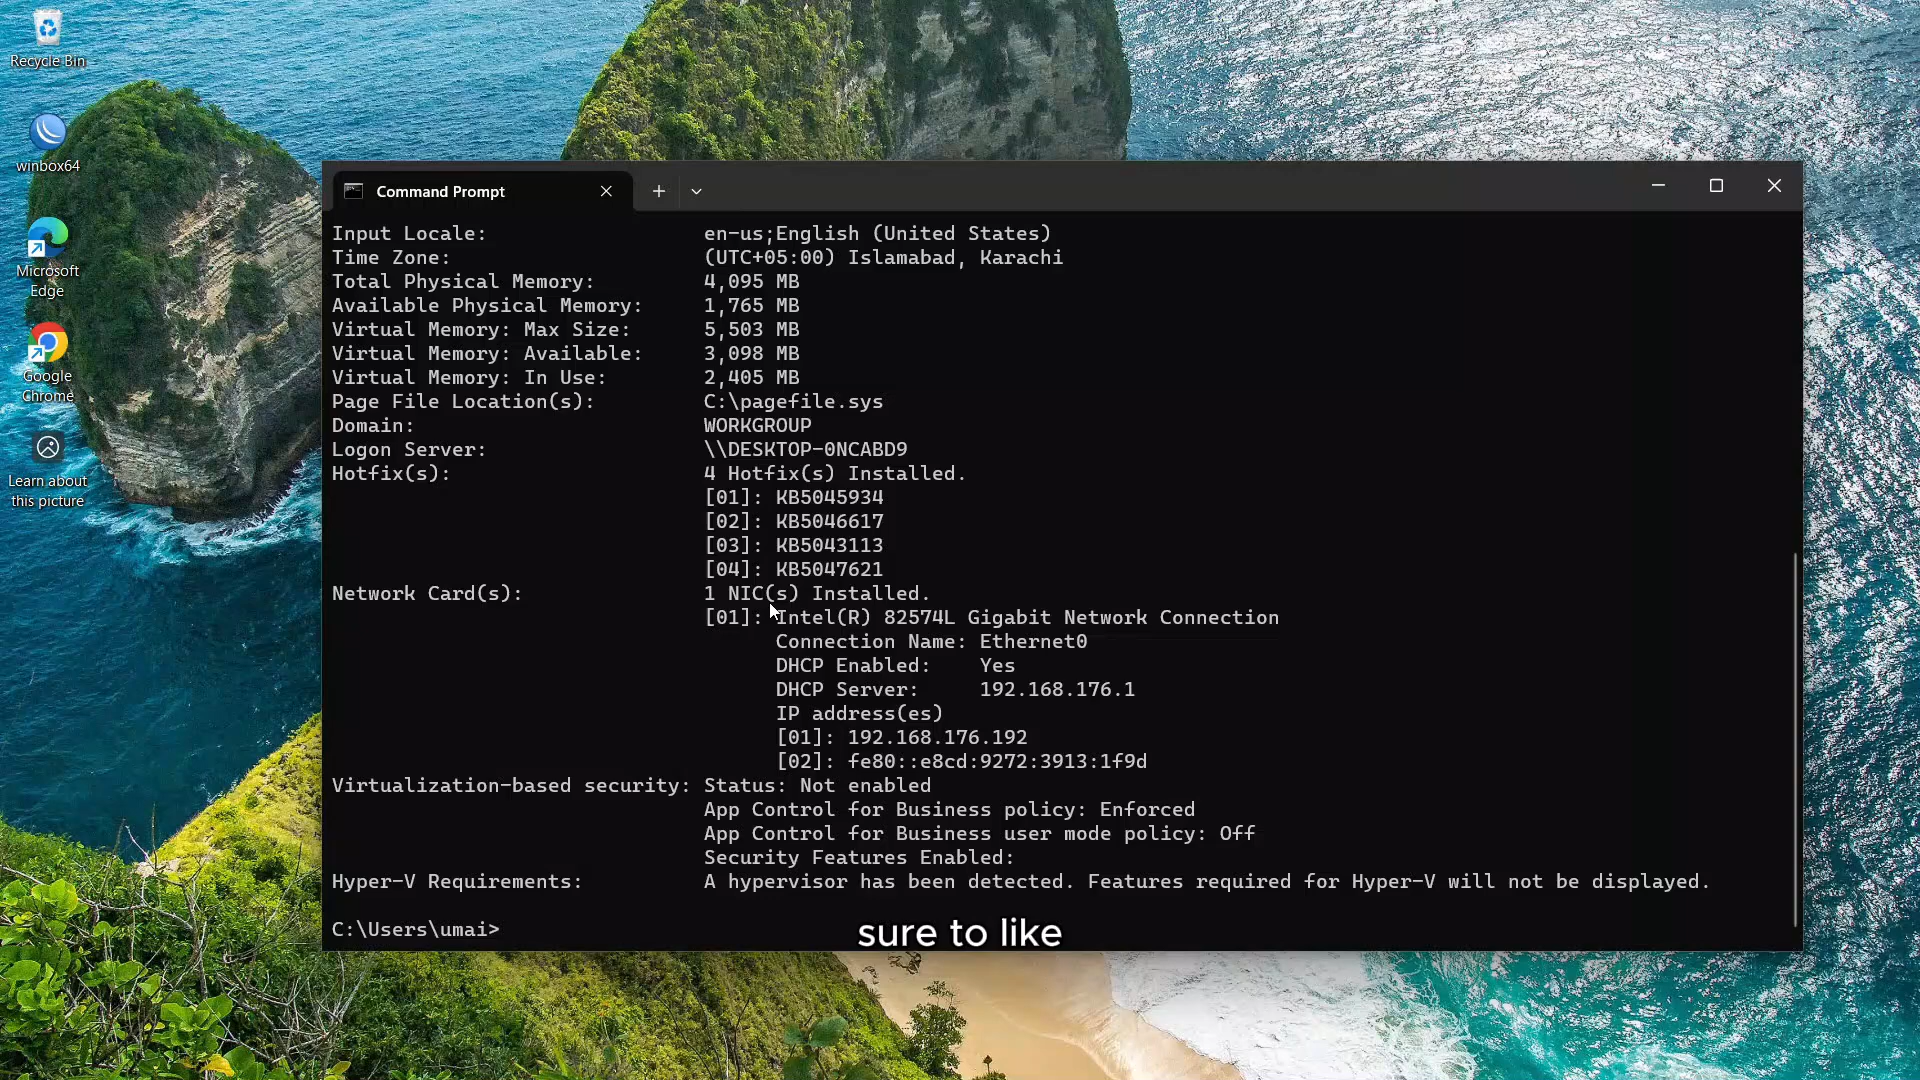 Recycle Bin
winbox64
Microsoft
Edge
Google
Chrome
Learn about
this picture
Command Prompt
Input Locale: en-us;English (United States)
Time Zone: (UTC+05:00) Islamabad, Karachi
Total Physical Memory: 4,095 MB
Available Physical Memory: 1,765 MB
Virtual Memory: Max Size: 5,503 MB
Virtual Memory: Available: 3,098 MB
Virtual Memory: In Use: 2,405 MB
Page File Location(s): C:\pagefile.sys
Domain: WORKGROUP
Logon Server: \\DESKTOP-0NCABD9
Hotfix(s): 4 Hotfix(s) Installed.
[01]: KB5045934
[02]: KB5046617
[03]: KB5043113
[04]: KB5047621
Network Card(s): 1 NIC(s) Installed.
[01]: Intel(R) 82574L Gigabit Network Connection
Connection Name: Ethernet0
DHCP Enabled: Yes
DHCP Server: 192.168.176.1
IP address(es)
[01]: 192.168.176.192
[02]: fe80::e8cd:9272:3913:1f9d
Virtualization-based security: Status: Not enabled
App Control for Business policy: Enforced
App Control for Business user mode policy: Off
Security Features Enabled:
Hyper-V Requirements: A hypervisor has been detected. Features required for Hyper-V will not be displayed.
C:\Users\umai>
sure to like